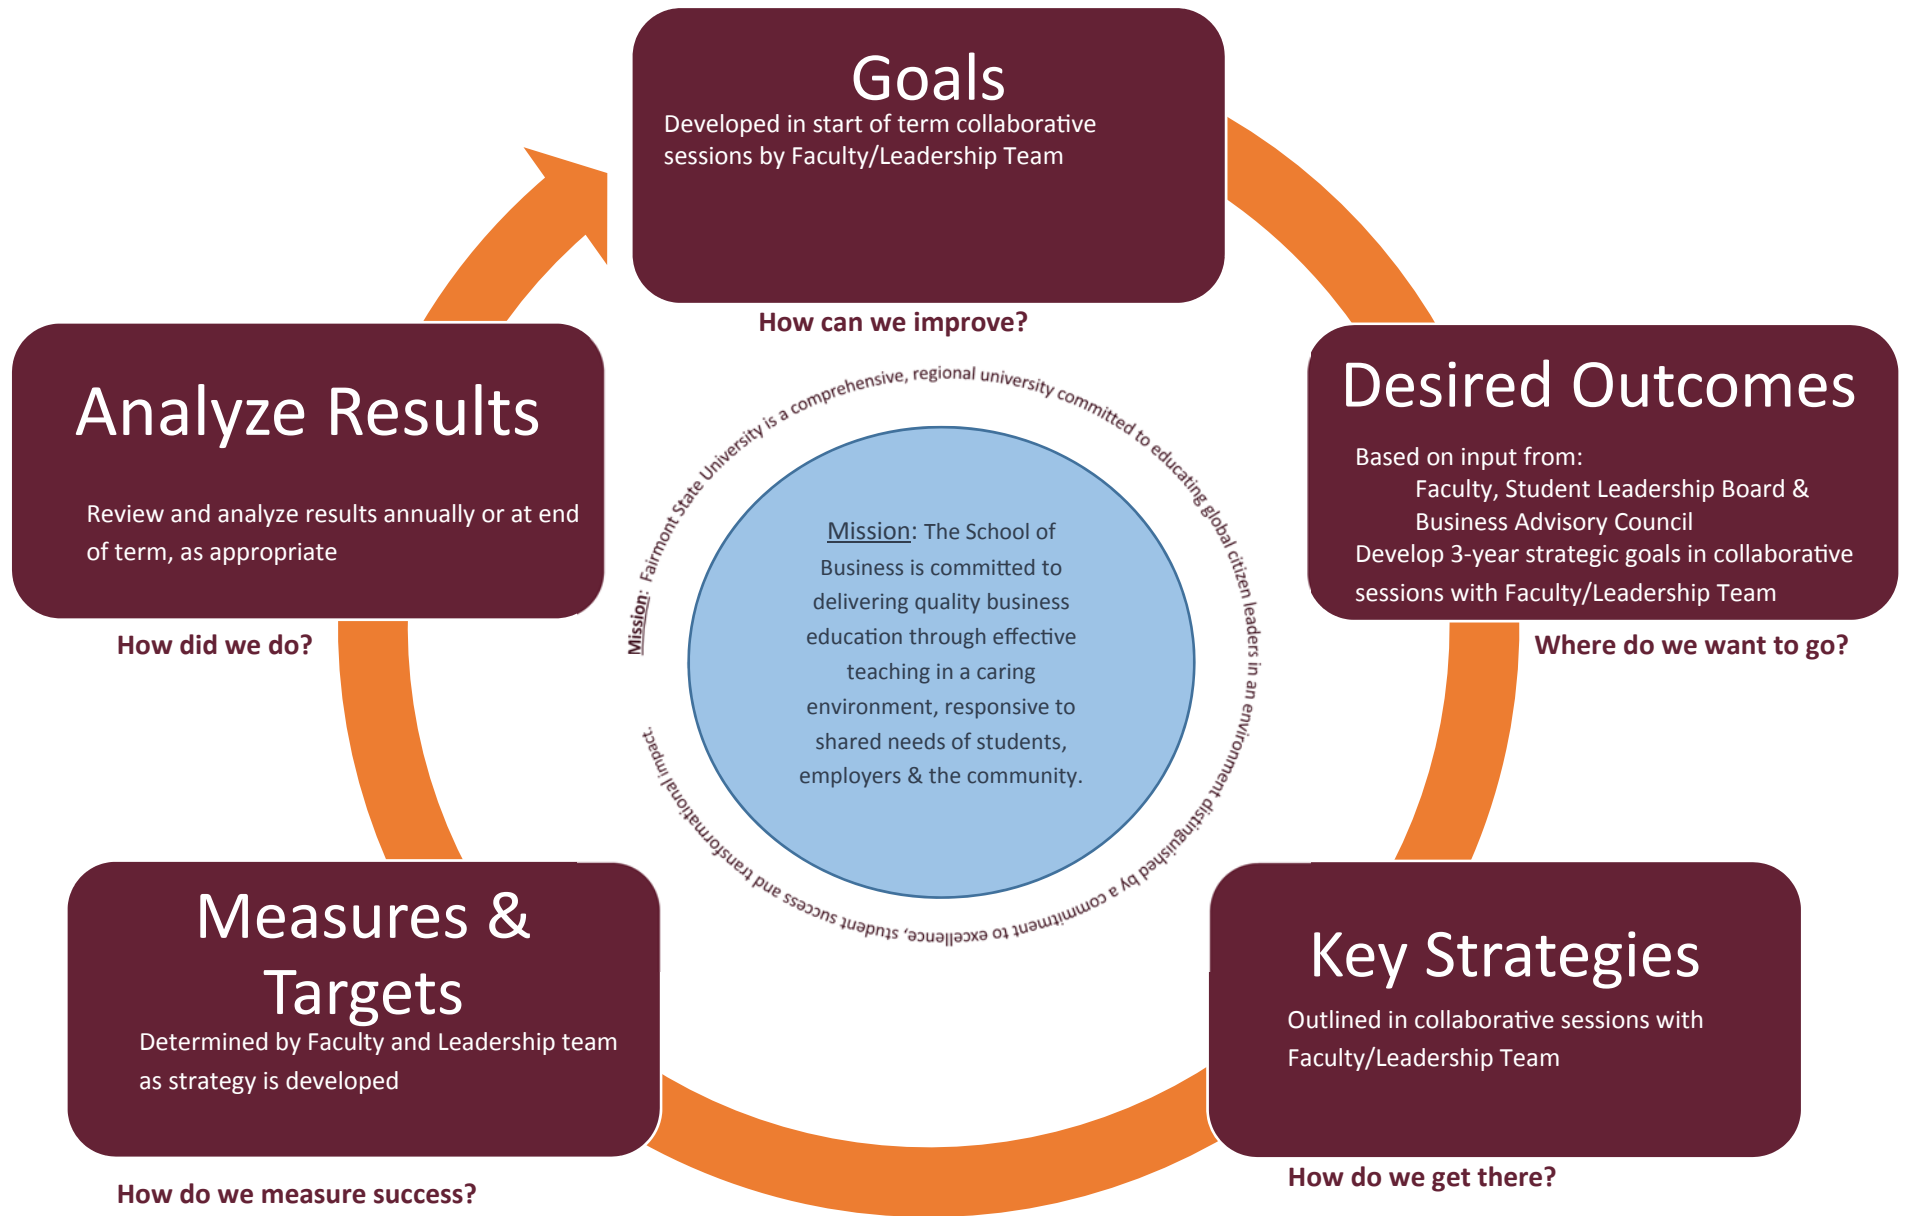 Goals
Developed in start of term collaborative
sessions by Faculty/Leadership Team
How can we improve?
Desired Outcomes
Based on input from:
Faculty, Student Leadership Board &
Business Advisory Council
Develop 3-year strategic goals in collaborative
sessions with Faculty/Leadership Team
Where do we want to go?
Key Strategies
Outlined in collaborative sessions with
Faculty/Leadership Team
How do we get there?
Measures &
Targets
Determined by Faculty and Leadership team
as strategy is developed
How do we measure success?
Analyze Results
Review and analyze results annually or at end
of term, as appropriate
How did we do?
Mission: Fairmont State University is a comprehensive, regional university committed to educating global citizen leaders in an environment distinguished by a commitment to excellence, student success and transformational impact.
Mission: The School of
Business is committed to
delivering quality business
education through effective
teaching in a caring
environment, responsive to
shared needs of students,
employers & the community.